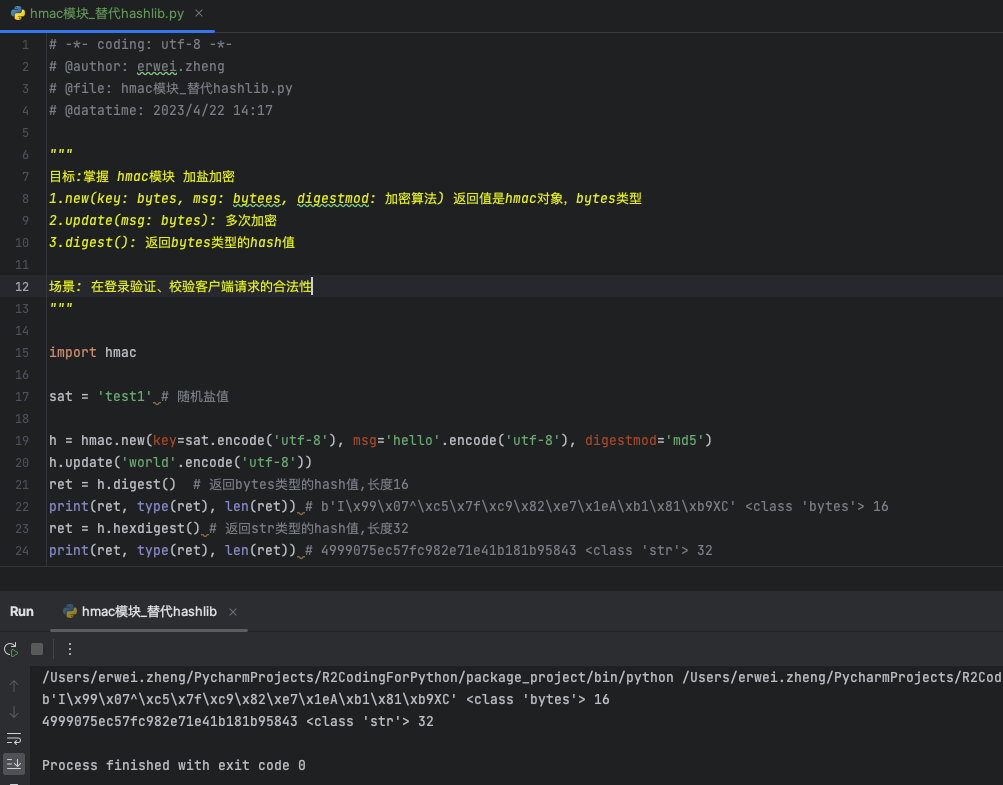 hmac模块_替代hashlib.py ×
1 # -*- coding: utf-8 -*-
2 # @author: erwei.zheng
3 # @file: hmac模块_替代hashlib.py
4 # @datatime: 2023/4/22 14:17
5
6 """
7 目标:掌握 hmac模块 加盐加密
8 1.new(key: bytes, msg: bytees, digestmod: 加密算法) 返回值是hmac对象, bytes类型
9 2.update(msg: bytes): 多次加密
10 3.digest(): 返回bytes类型的hash值
11
12 场景: 在登录验证、校验客户端请求的合法性
13 """
14
15 import hmac
16
17 sat = 'test1' # 随机盐值
18
19 h = hmac.new(key=sat.encode('utf-8'), msg='hello'.encode('utf-8'), digestmod='md5')
20 h.update('world'.encode('utf-8'))
21 ret = h.digest()  # 返回bytes类型的hash值,长度16
22 print(ret, type(ret), len(ret)) # b'I\x99\x07^\xc5\x7f\xc9\x82\xe7\x1eA\xb1\x81\xb9XC' <class 'bytes'> 16
23 ret = h.hexdigest() # 返回str类型的hash值,长度32
24 print(ret, type(ret), len(ret)) # 4999075ec57fc982e71e41b181b95843 <class 'str'> 32
Run hmac模块_替代hashlib ×
/Users/erwei.zheng/PycharmProjects/R2CodingForPython/package_project/bin/python /Users/erwei.zheng/PycharmProjects/R2Cod
b'I\x99\x07^\xc5\x7f\xc9\x82\xe7\x1eA\xb1\x81\xb9XC' <class 'bytes'> 16
4999075ec57fc982e71e41b181b95843 <class 'str'> 32
Process finished with exit code 0